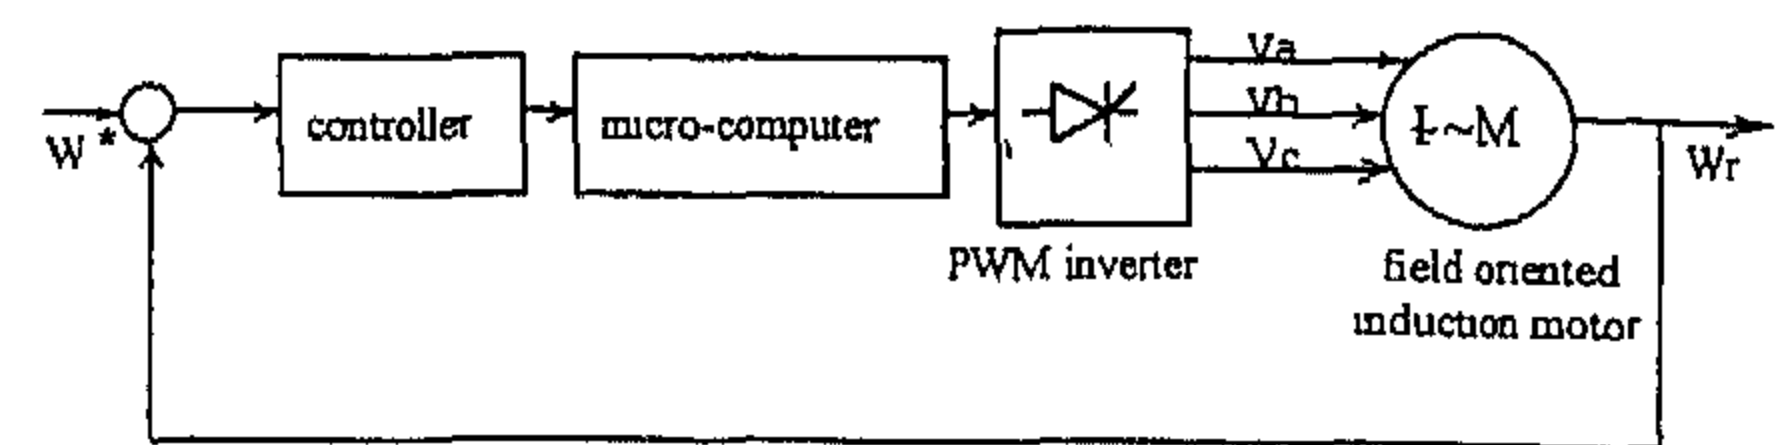 W *
controller
micro-computer
Va
Vb
Vc
~M
Wr
PWM inverter
field oriented
induction motor